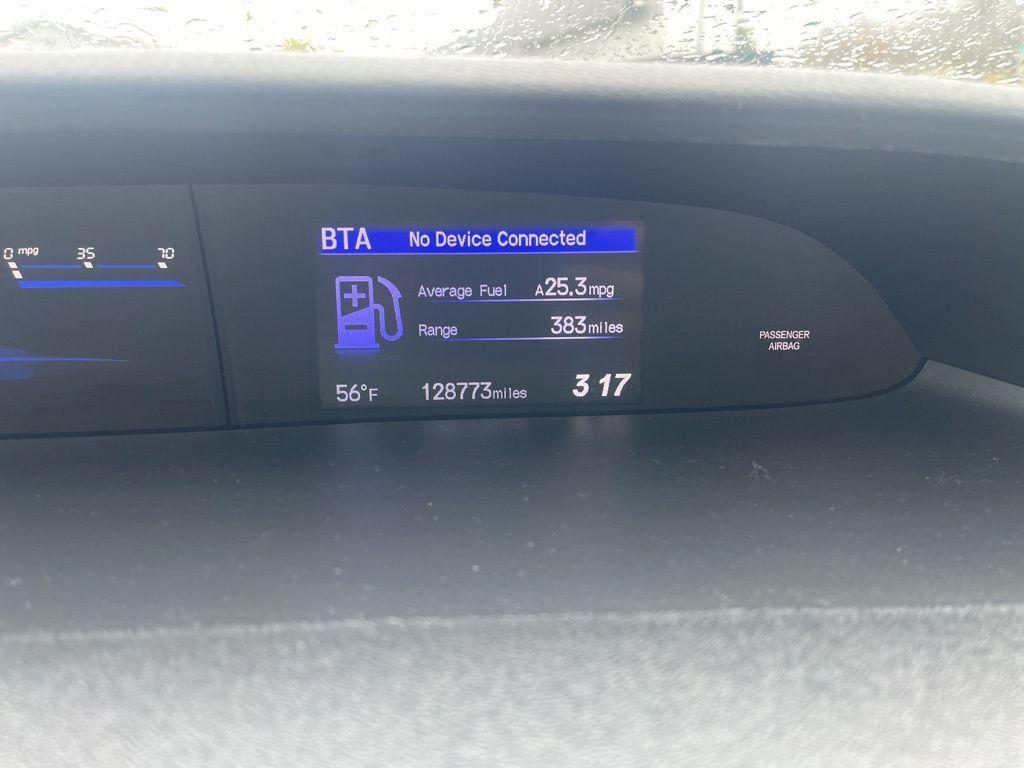 0 mpg 35 70
BTA No Device Connected
Average Fuel A25.3mpg
Range 383miles
56°F 128773miles 3 17
PASSENGER
AIRBAG